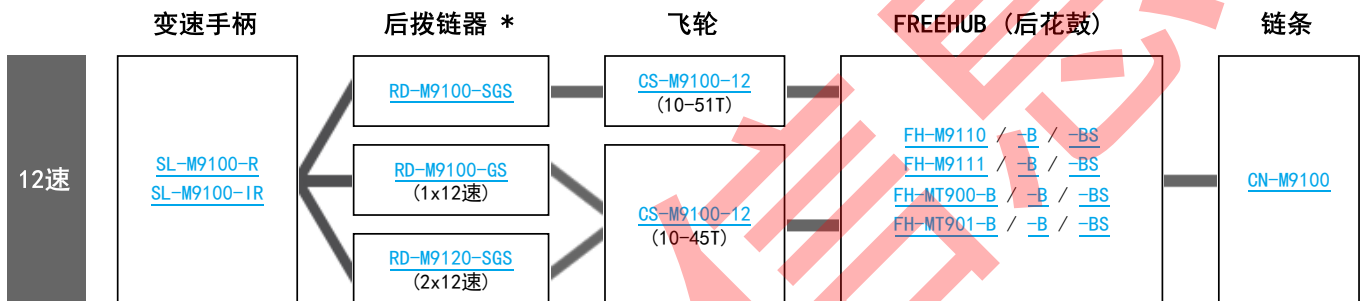 变速手柄 后拨链器 * 飞轮 FREEHUB (后花鼓) 链条
12速
SL-M9100-R
SL-M9100-IR
RD-M9100-SGS
RD-M9100-GS
(1x12速)
RD-M9120-SGS
(2x12速)
CS-M9100-12
(10-51T)
CS-M9100-12
(10-45T)
FH-M9110 / -B / -BS
FH-M9111 / -B / -BS
FH-MT900-B / -B / -BS
FH-MT901-B / -B / -BS
CN-M9100
信息